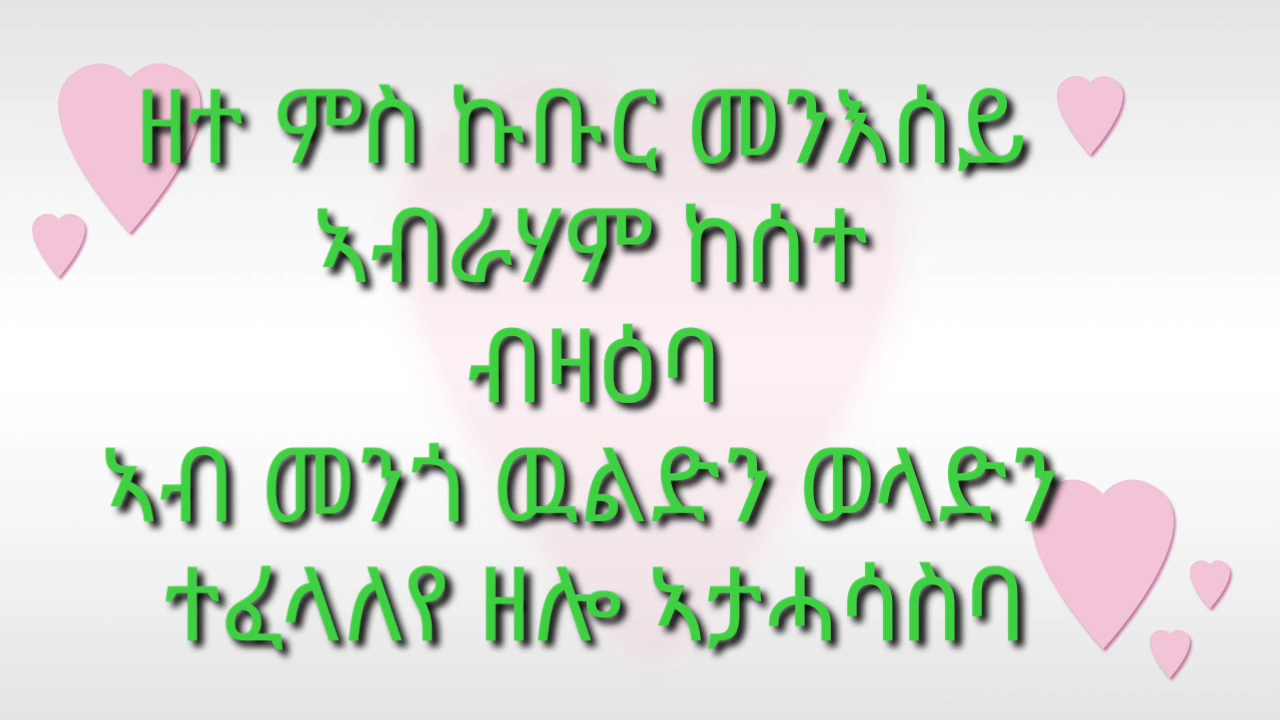 ዘተ ምስ ኩቡር መንእሰይ
ኣብራሃም ከሰተ
ብዛዕባ
ኣብ መንጎ ዉልድን ወላድን
ተፈላለየ ዘሎ ኣታሓሳስባ